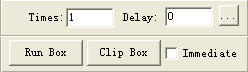 Times: 1 Delay: 0 ...
Run Box Clip Box Immediate